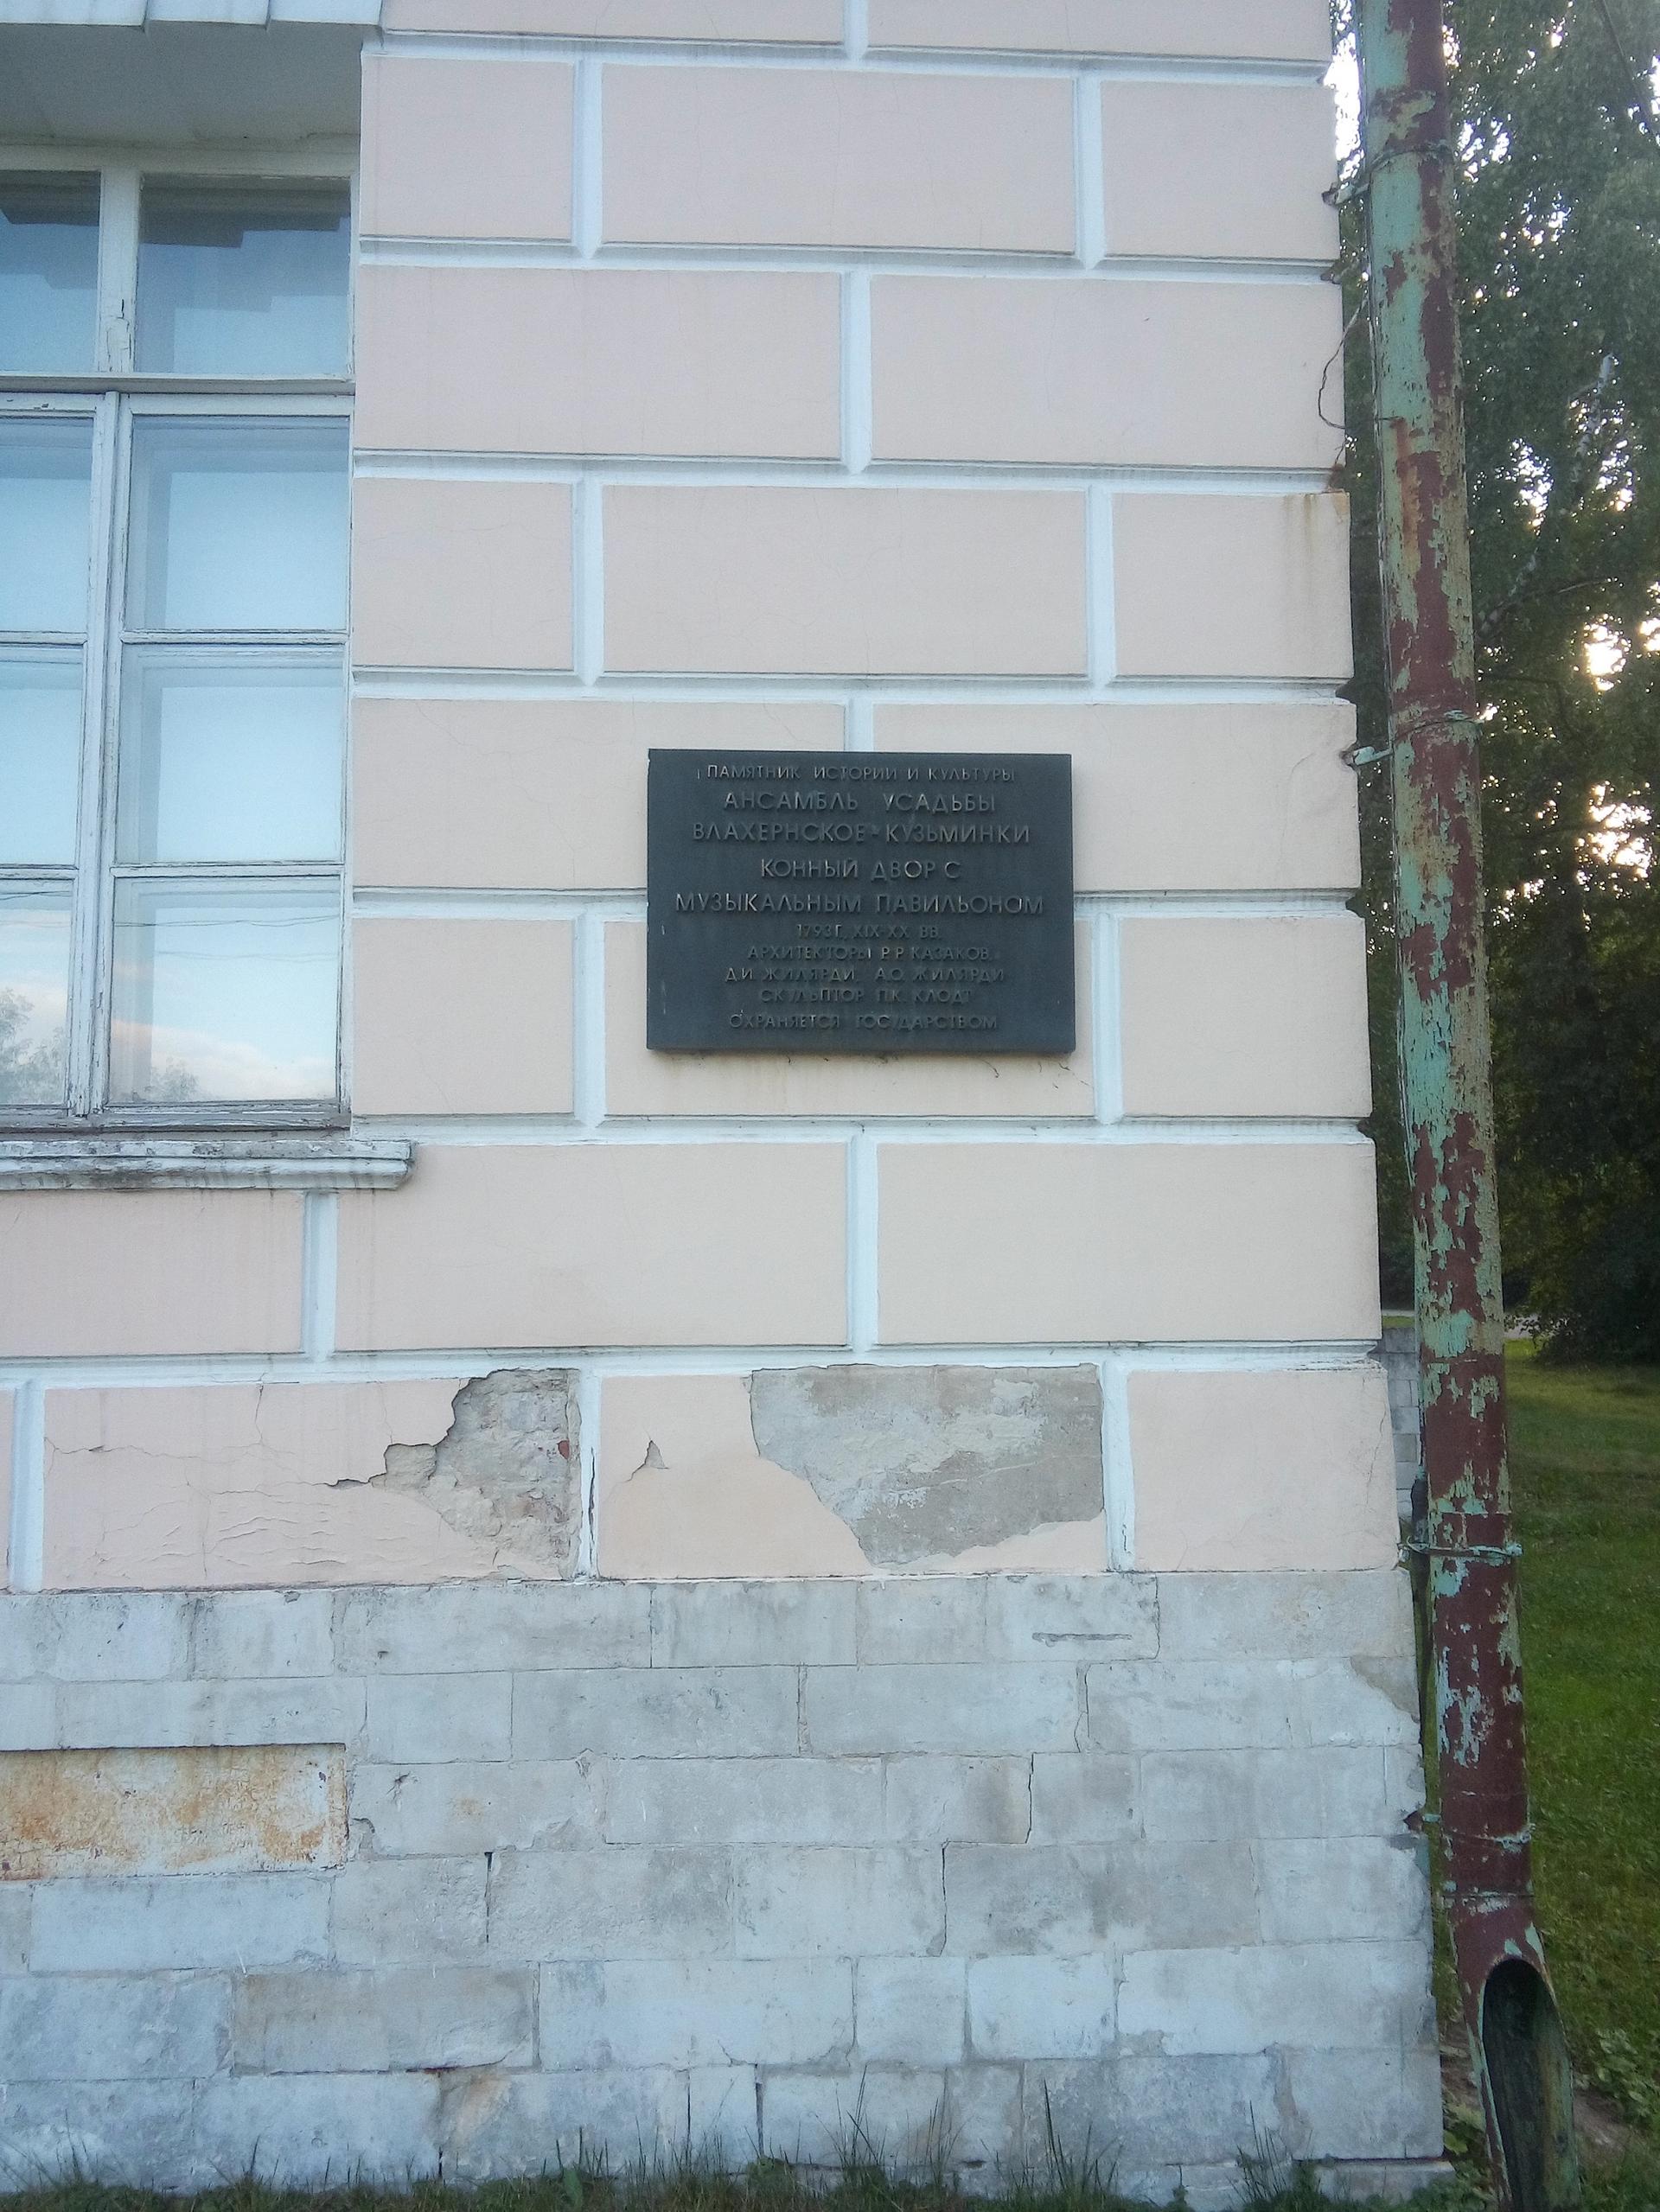 ПАМЯТНИК ИСТОРИИ И КУЛЬТУРЫ
АНСАМБЛЬ УСАДЬБЫ
ВЛАХЕРНСКОЕ-КУЗЬМИНКИ
КОННЫЙ ДВОР С
МУЗЫКАЛЬНЫМ ПАВИЛЬОНОМ
1793Г., XIX-XX ВВ.
АРХИТЕКТОРЫ Р.Р. КАЗАКОВ.
Д.И. ЖИЛЯРДИ, А.О. ЖИЛЯРДИ
СКУЛЬПТОР П.К. КЛОДТ
ОХРАНЯЕТСЯ ГОСУДАРСТВОМ